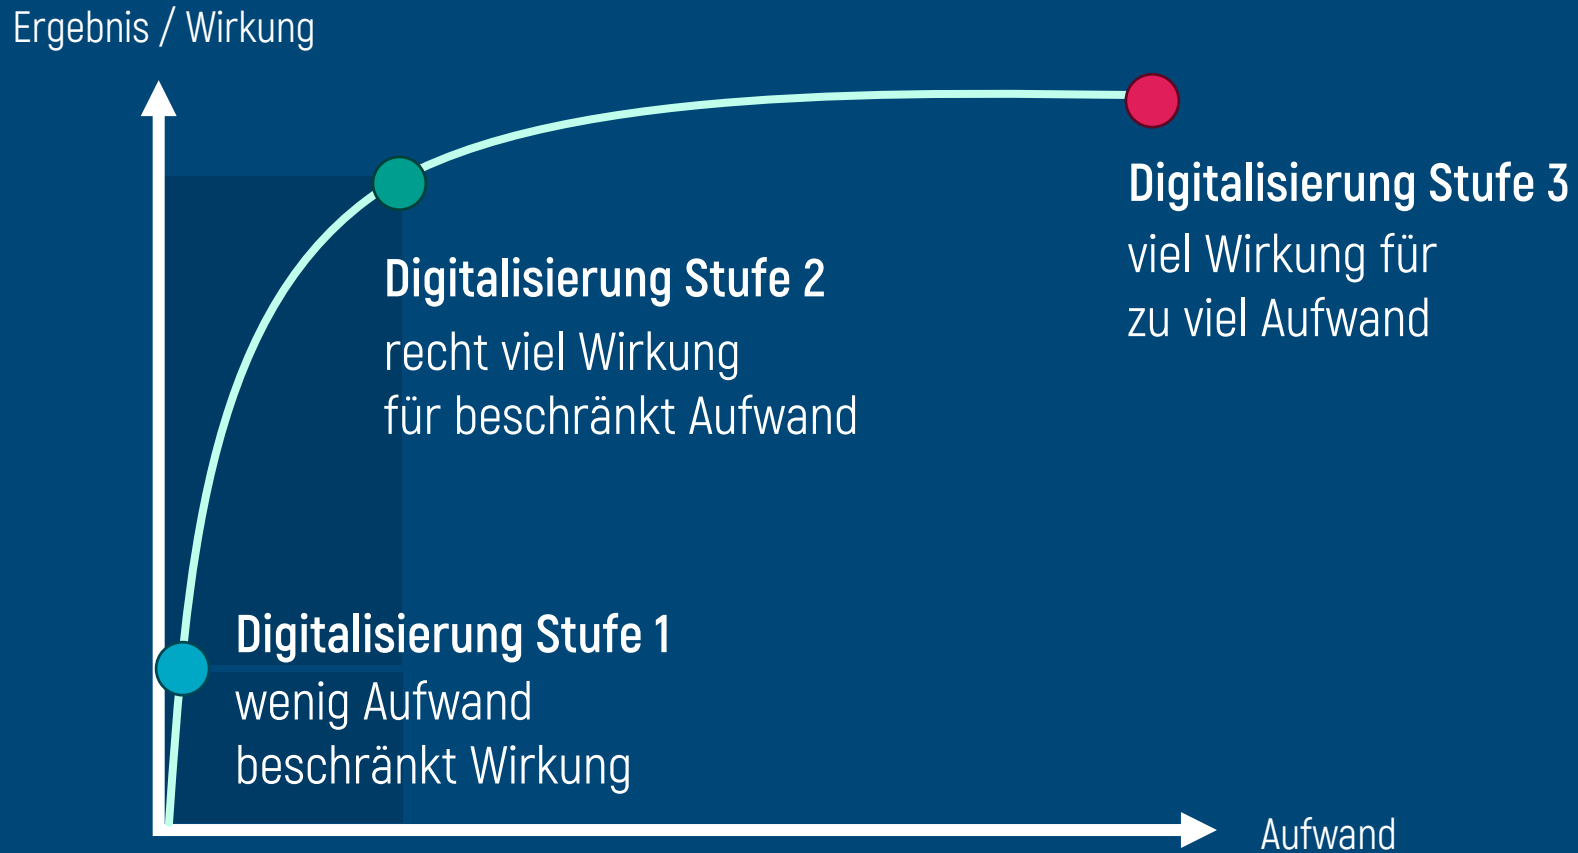 Ergebnis / Wirkung
Digitalisierung Stufe 3
viel Wirkung für
zu viel Aufwand
Digitalisierung Stufe 2
recht viel Wirkung
für beschränkt Aufwand
Digitalisierung Stufe 1
wenig Aufwand
beschränkt Wirkung
Aufwand